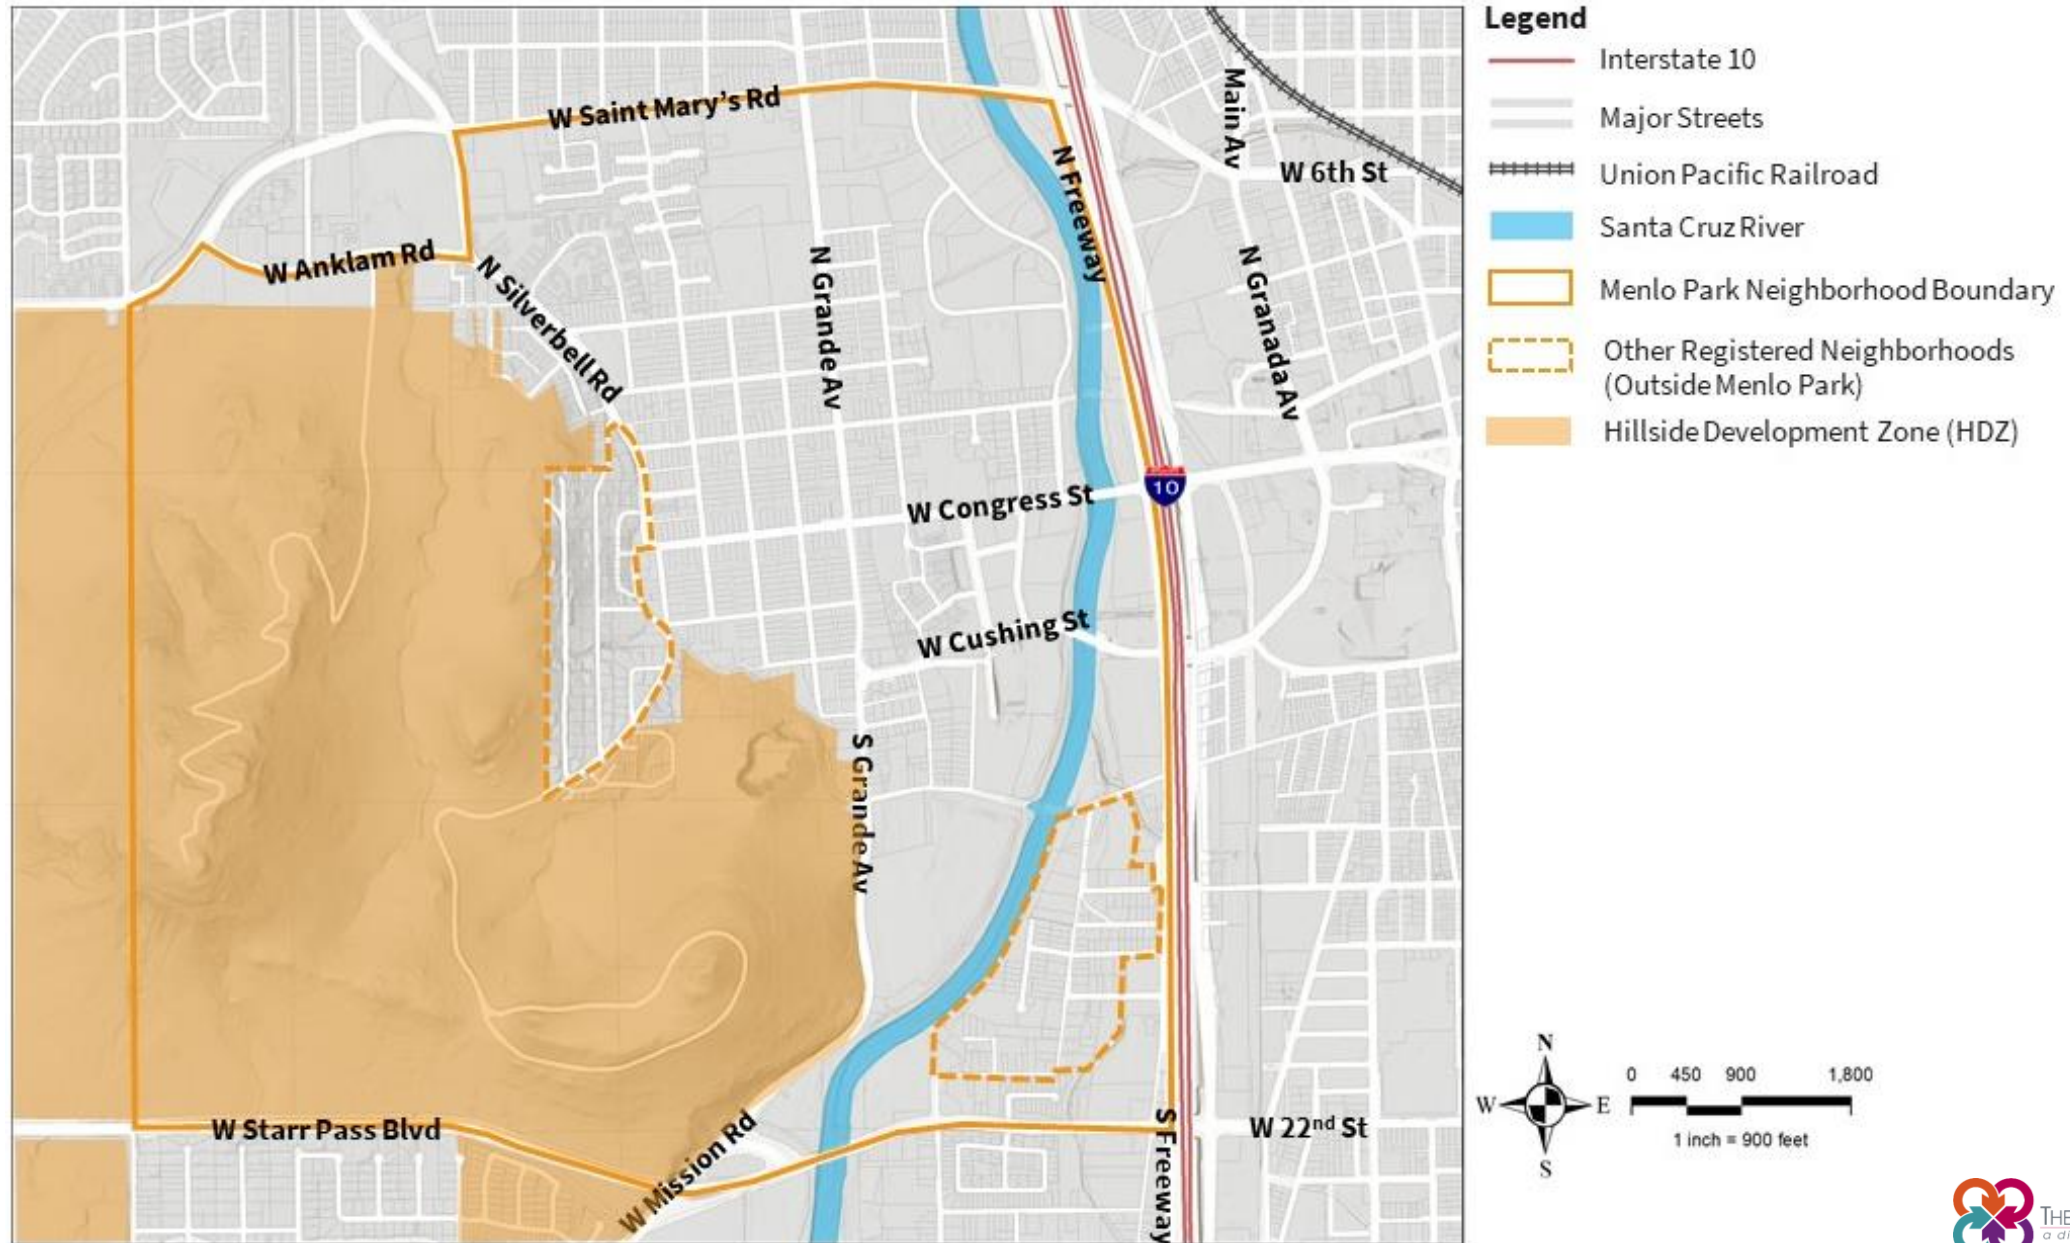 Legend
Interstate 10
Major Streets
Union Pacific Railroad
Santa Cruz River
Menlo Park Neighborhood Boundary
Other Registered Neighborhoods
(Outside Menlo Park)
Hillside Development Zone (HDZ)
W Saint Mary's Rd
Main Av
W 6th St
N Freeway
W Anklam Rd
N Silverbell Rd
N Grande Av
N Granada Av
W Congress St
10
W Cushing St
S Grande Av
W Starr Pass Blvd
W Mission Rd
S Freeway
W 22nd St
N
W E
S
0 450 900 1,800
1 inch = 900 feet
THE
a di